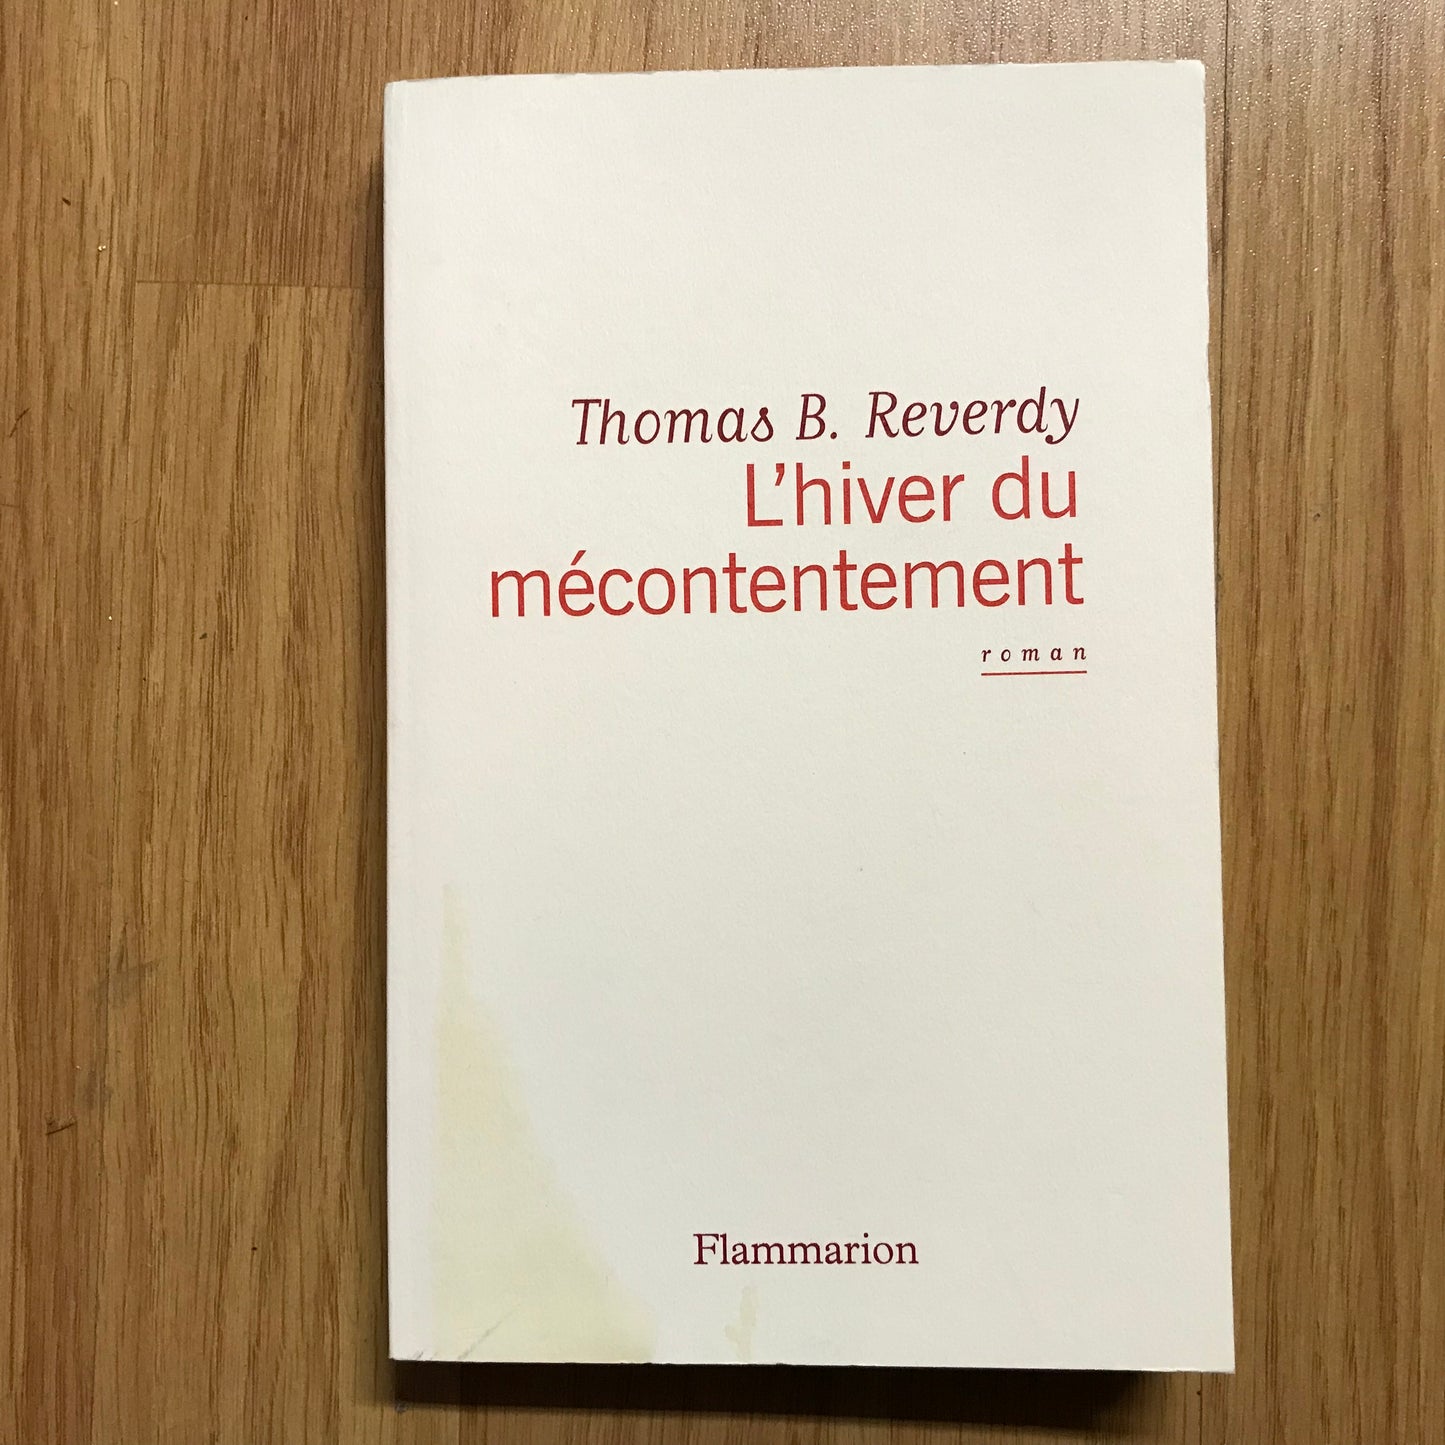 Thomas B. Reverdy
L'hiver du
mécontentement
roman
Flammarion